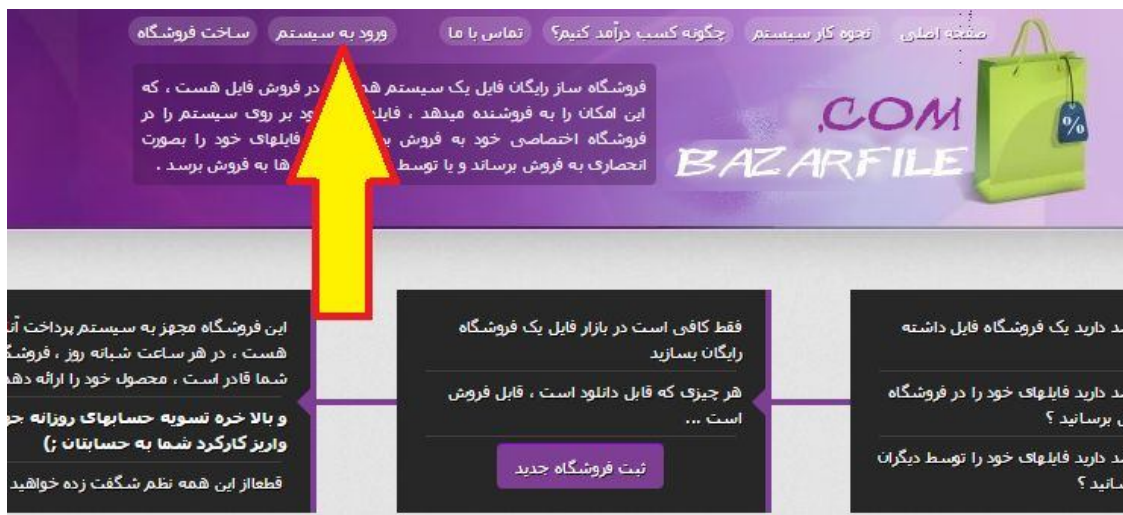 صفحه اصلی نحوه کار سیستم چگونه کسب درآمد کنیم؟ تماس با ما ورود به سیستم ساخت فروشگاه
فروشگاه ساز رایگان فایل یک سیستم در فروش فایل هست ، که
این امکان را به فروشنده میدهد ، بر روی سیستم را در
فروشگاه اختصاصی خود به فروش فایلهای خود را بصورت
انحصاری به فروش برساند و یا توسط ها به فروش برسد .
.COM
BAZARFILE
%
دارید یک فروشگاه فایل داشته
دارید فایلهای خود را در فروشگاه
برسانید ؟
دارید فایلهای خود را توسط دیگران
؟
فقط کافی است در بازار فایل یک فروشگاه
رایگان بسازید
هر چیزی که قابل دانلود است ، قابل فروش
است ...
ثبت فروشگاه جدید
این فروشگاه مجهز به سیستم پرداخت
هست ، در هر ساعت شبانه روز ،
شما قادر است ، محصول خود را ارائه
و بالا خره تسویه حسابهای روزانه
واریز کارکرد شما به حسابتان ;)
قطعااز این همه نظم شگفت زده خواهید